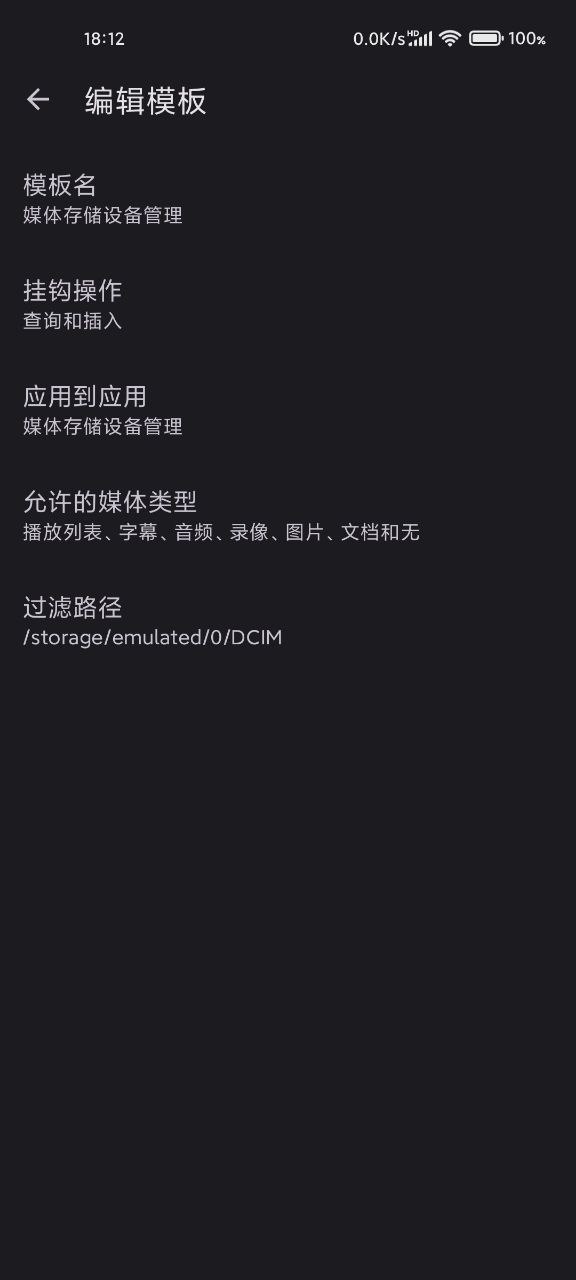 18:12 0.0K/s HD 100%
编辑模板
模板名
媒体存储设备管理
挂钩操作
查询和插入
应用到应用
媒体存储设备管理
允许的媒体类型
播放列表、字幕、音频、录像、图片、文档和无
过滤路径
/storage/emulated/0/DCIM